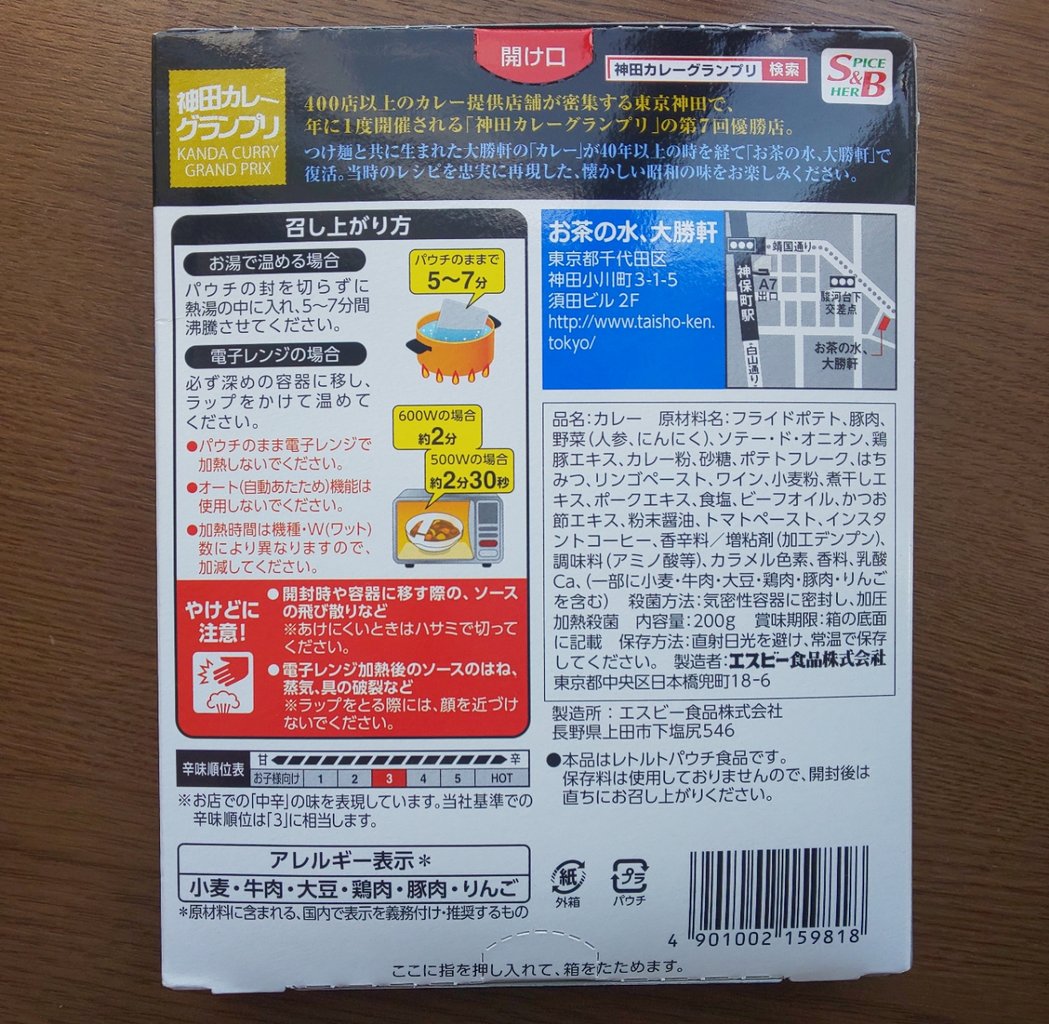 開け口
神田カレーグランプリ 検索
SPICE
S&B
HERB
神田カレー
グランプリ
KANDA CURRY
GRAND PRIX
400店以上のカレー提供店舗が密集する東京神田で、
年に1度開催される「神田カレーグランプリ」の第7回優勝店。
つけ麺と共に生まれた大勝軒の「カレー」が40年以上の時を経て「お茶の水、大勝軒」で
復活。当時のレシピを忠実に再現した、懐かしい昭和の味をお楽しみください。
召し上がり方
お湯で温める場合
パウチの封を切らずに
熱湯の中に入れ、5〜7分間
沸騰させてください。
パウチのままで
5〜7分
電子レンジの場合
必ず深めの容器に移し、
ラップをかけて温めて
ください。
●パウチのまま電子レンジで
加熱しないでください。
●オート(自動あたため)機能は
使用しないでください。
●加熱時間は機種・W(ワット)
数により異なりますので、
加減してください。
600Wの場合
約2分
500Wの場合
約2分30秒
やけどに
注意!
●開封時や容器に移す際の、ソース
の飛び散りなど
※あけにくいときはハサミで切って
ください。
●電子レンジ加熱後のソースのはね、
蒸気、具の破裂など
※ラップをとる際には、顔を近づけ
ないでください。
辛味順位表
甘 辛
お子様向け 1 2 3 4 5 HOT
※お店での「中辛」の味を表現しています。当社基準での
辛味順位は「3」に相当します。
アレルギー表示*
小麦・牛肉・大豆・鶏肉・豚肉・りんご
*原材料に含まれる、国内で表示を義務付け・推奨するもの
お茶の水、大勝軒
東京都千代田区
神田小川町3-1-5
須田ビル 2F
http://www.taisho-ken.
tokyo/
靖国通り
神保町駅
A7
出口
駿河台下
交差点
白山通り
お茶の水、
大勝軒
品名:カレー 原材料名:フライドポテト、豚肉、
野菜(人参、にんにく)、ソテー・ド・オニオン、鶏
豚エキス、カレー粉、砂糖、ポテトフレーク、はち
みつ、リンゴペースト、ワイン、小麦粉、煮干しエ
キス、ポークエキス、食塩、ビーフオイル、かつお
節エキス、粉末醤油、トマトペースト、インスタ
ントコーヒー、香辛料/増粘剤(加工デンプン)、
調味料(アミノ酸等)、カラメル色素、香料、乳酸
Ca、(一部に小麦・牛肉・大豆・鶏肉・豚肉・りんご
を含む) 殺菌方法:気密性容器に密封し、加圧
加熱殺菌 内容量:200g 賞味期限:箱の底面
に記載 保存方法:直射日光を避け、常温で保存
してください。 製造者:エスビー食品株式会社
東京都中央区日本橋兜町18-6
製造所:エスビー食品株式会社
長野県上田市下塩尻546
●本品はレトルトパウチ食品です。
保存料は使用しておりませんので、開封後は
直ちにお召し上がりください。
紙
外箱
プラ
パウチ
4 901002 159818
ここに指を押し入れて、箱をたためます。